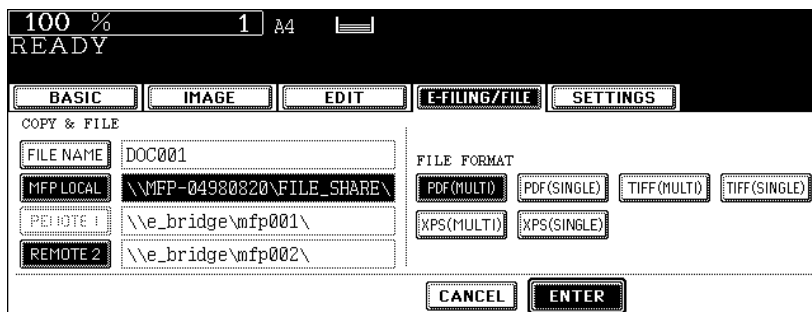 100 % 1 A4
READY
BASIC IMAGE EDIT E-FILING/FILE SETTINGS
COPY & FILE
FILE NAME DOC001
MFP LOCAL \\MFP-04980820\FILE_SHARE\
REMOTE 1 \\e_bridge\mfp001\
REMOTE 2 \\e_bridge\mfp002\
FILE FORMAT
PDF(MULTI) PDF(SINGLE) TIFF(MULTI) TIFF(SINGLE)
XPS(MULTI) XPS(SINGLE)
CANCEL ENTER